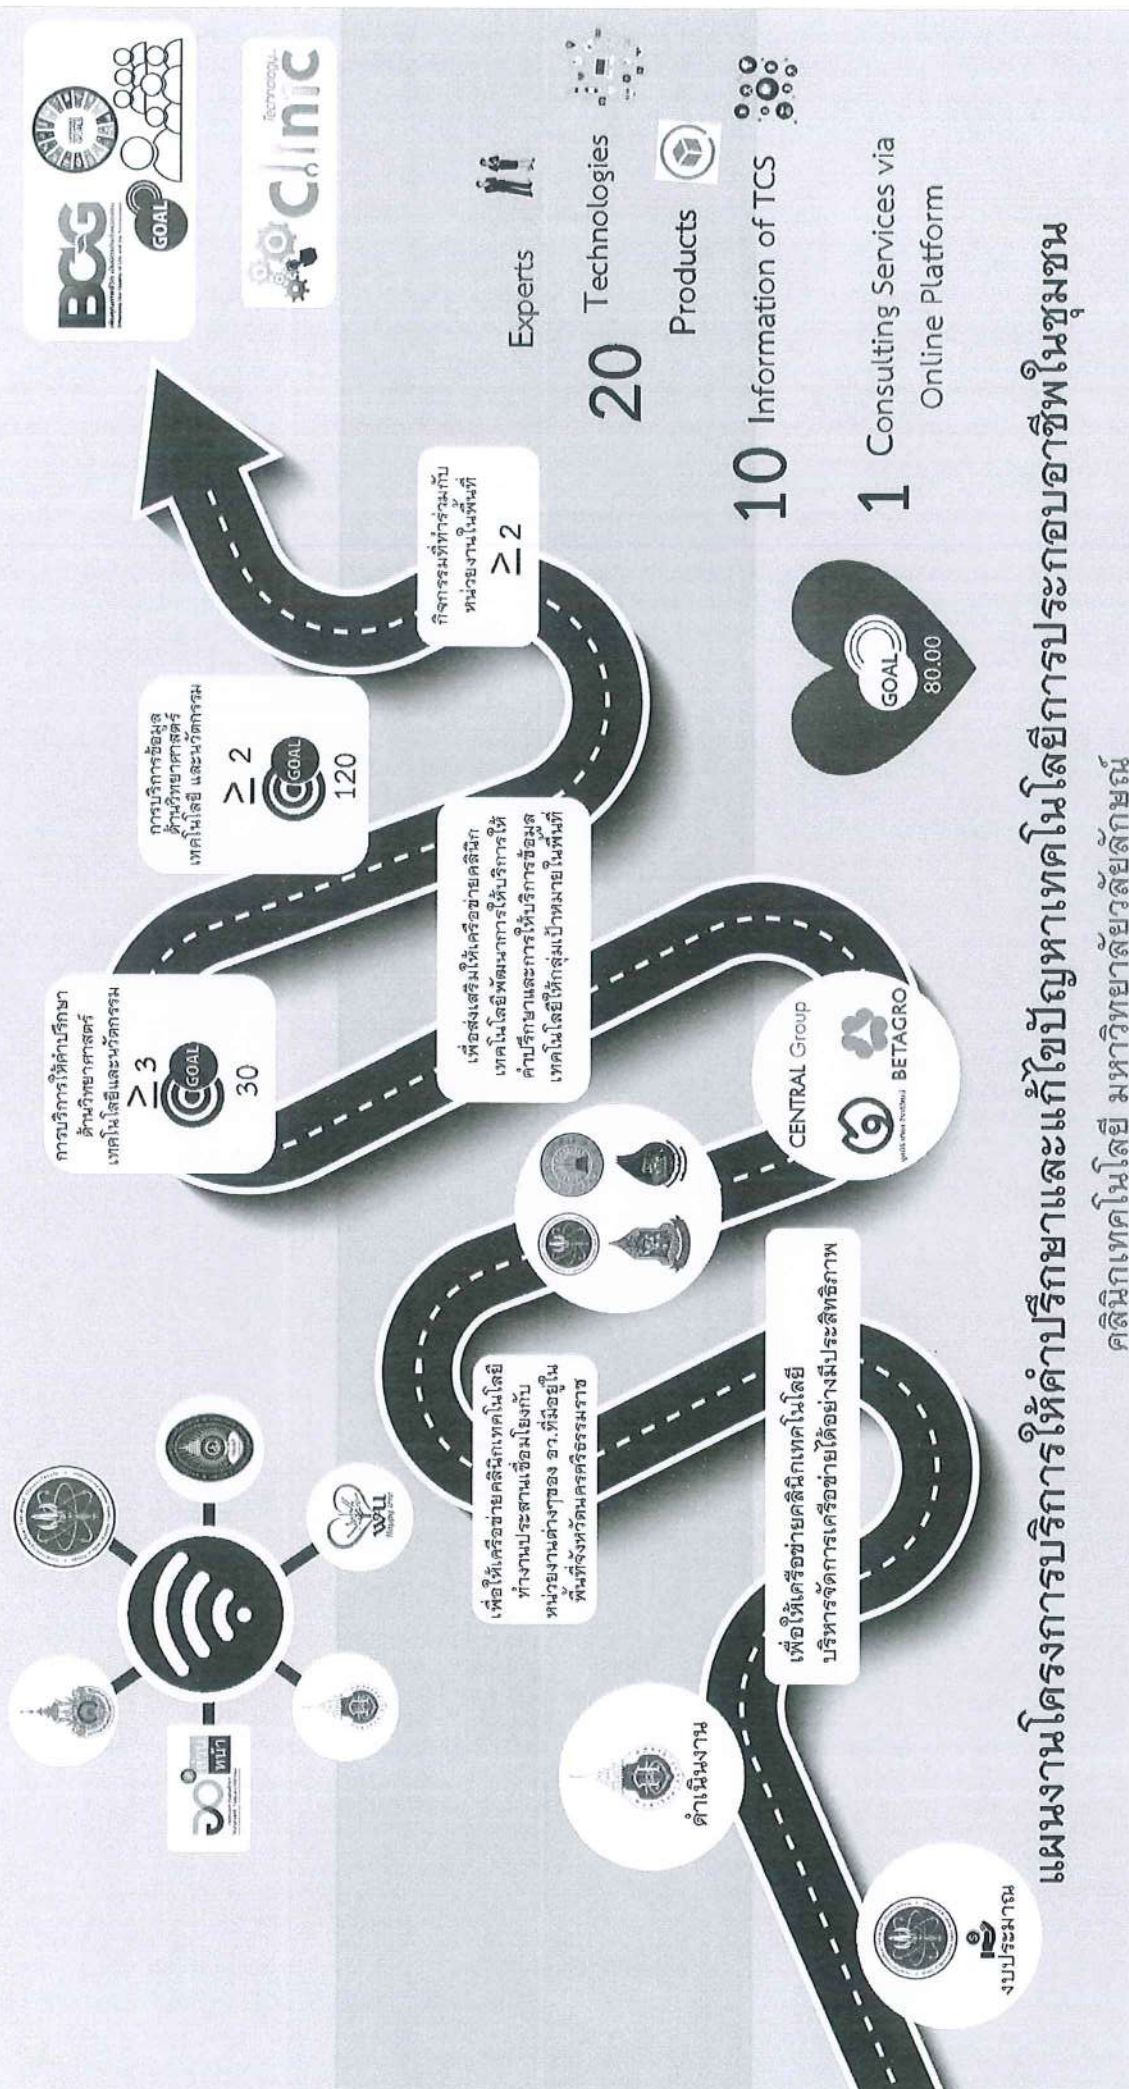 BCG
GOAL
Technology
Clinic
อว
ส่วน
หน้า
WU
การบริการให้คำปรึกษา
ด้านวิทยาศาสตร์
เทคโนโลยีและนวัตกรรม
≥ 3
GOAL
30
การบริการข้อมูล
ด้านวิทยาศาสตร์
เทคโนโลยี และนวัตกรรม
≥ 2
GOAL
120
กิจกรรมที่ทำร่วมกับ
หน่วยงานในพื้นที่
≥ 2
Experts
20 Technologies
Products
10 Information of TCS
1 Consulting Services via
Online Platform
เพื่อส่งเสริมให้เครือข่ายคลินิก
เทคโนโลยีพัฒนาการให้บริการให้
คำปรึกษาและการให้บริการข้อมูล
เทคโนโลยีให้กลุ่มเป้าหมายในพื้นที่
เพื่อให้เครือข่ายคลินิกเทคโนโลยี
ทำงานประสานเชื่อมโยงกับ
หน่วยงานต่างๆของ อว.ที่มีอยู่ใน
พื้นที่จังหวัดนครศรีธรรมราช
CENTRAL Group
BETAGRO
เพื่อให้เครือข่ายคลินิกเทคโนโลยี
บริหารจัดการเครือข่ายได้อย่างมีประสิทธิภาพ
GOAL
80.00
ดำเนินงาน
งบประมาณ
แผนงานโครงการบริการให้คำปรึกษาและแก้ไขปัญหาเทคโนโลยีการประกอบอาชีพในชุมชน
คลินิกเทคโนโลยี มหาวิทยาลัยวลัยลักษณ์